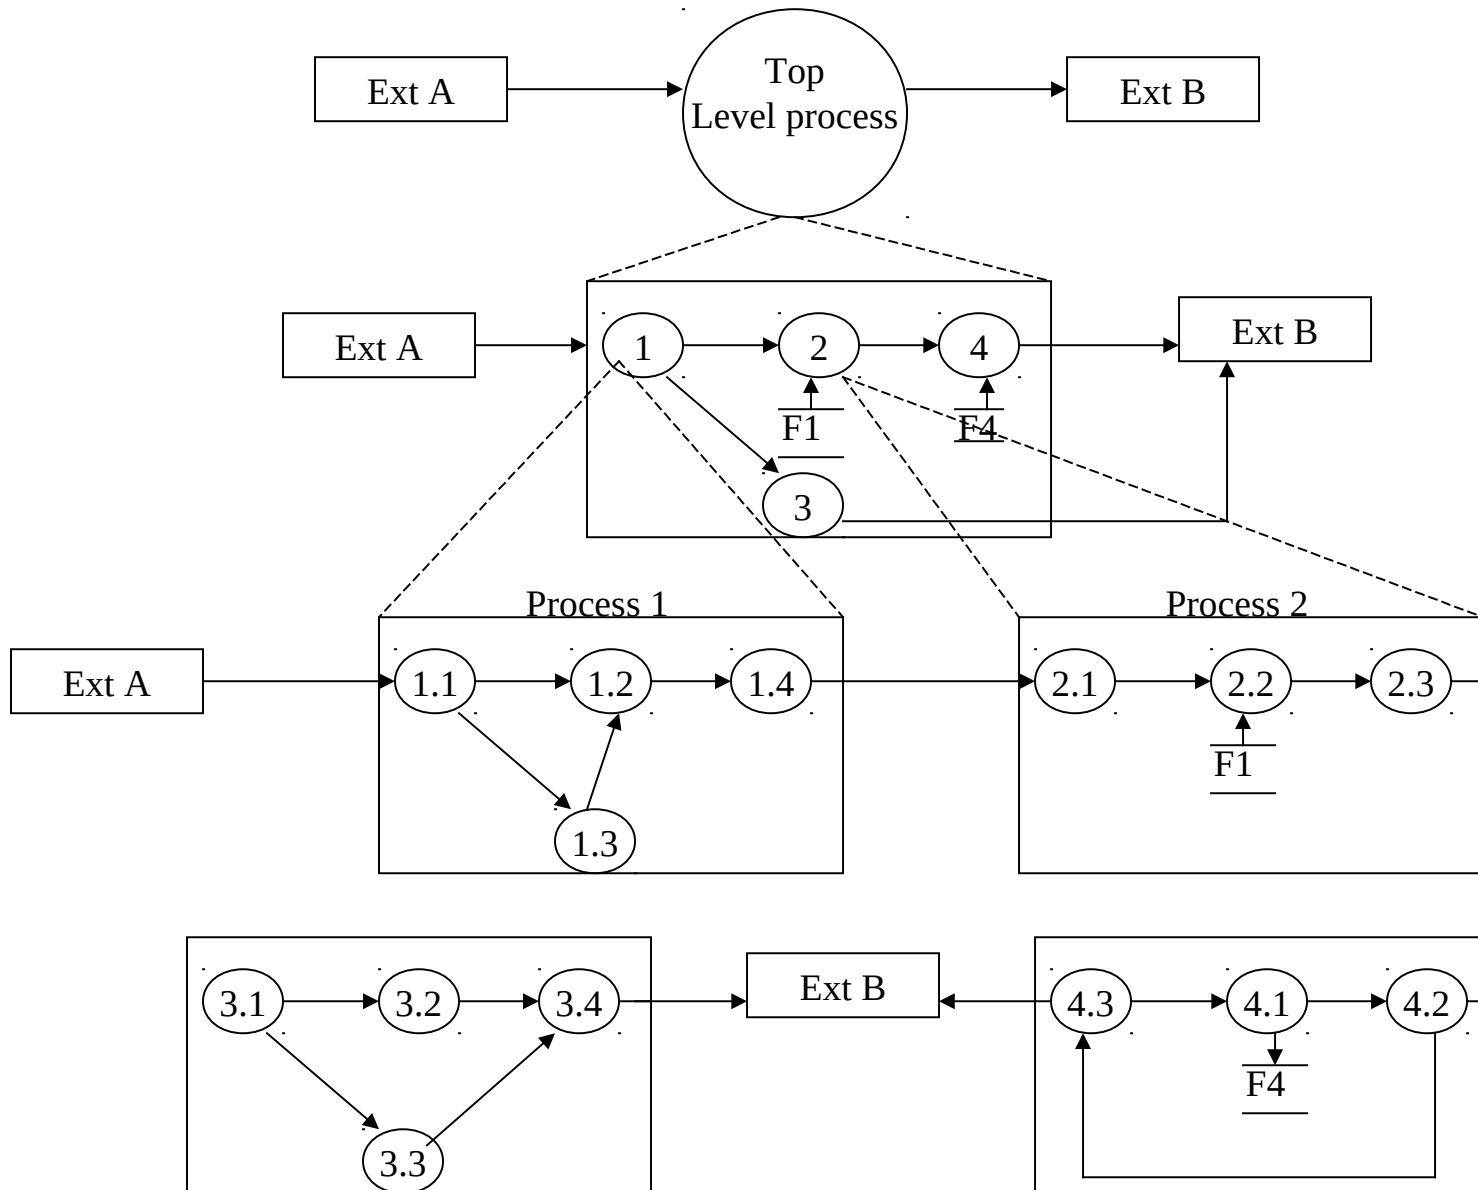 Top
Level process
Ext A
Ext B
Ext A
1
2
4
Ext B
F1
F4
3
Process 1
Process 2
Ext A
1.1
1.2
1.4
2.1
2.2
2.3
F1
1.3
3.1
3.2
3.4
Ext B
4.3
4.1
4.2
F4
3.3